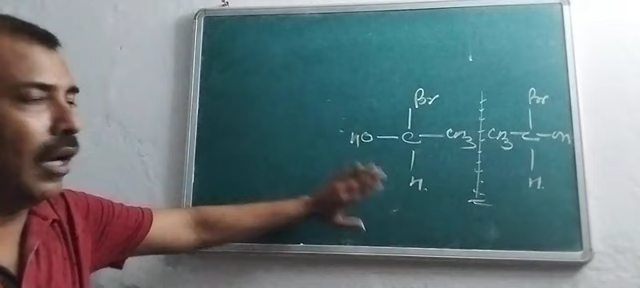 Br Br
HO — C — CH3 CH3 — C — OH
H H